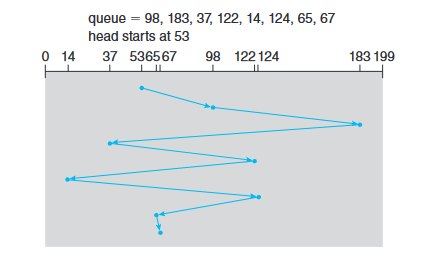 queue = 98, 183, 37, 122, 14, 124, 65, 67
head starts at 53
0 14 37 53 65 67 98 122 124 183 199